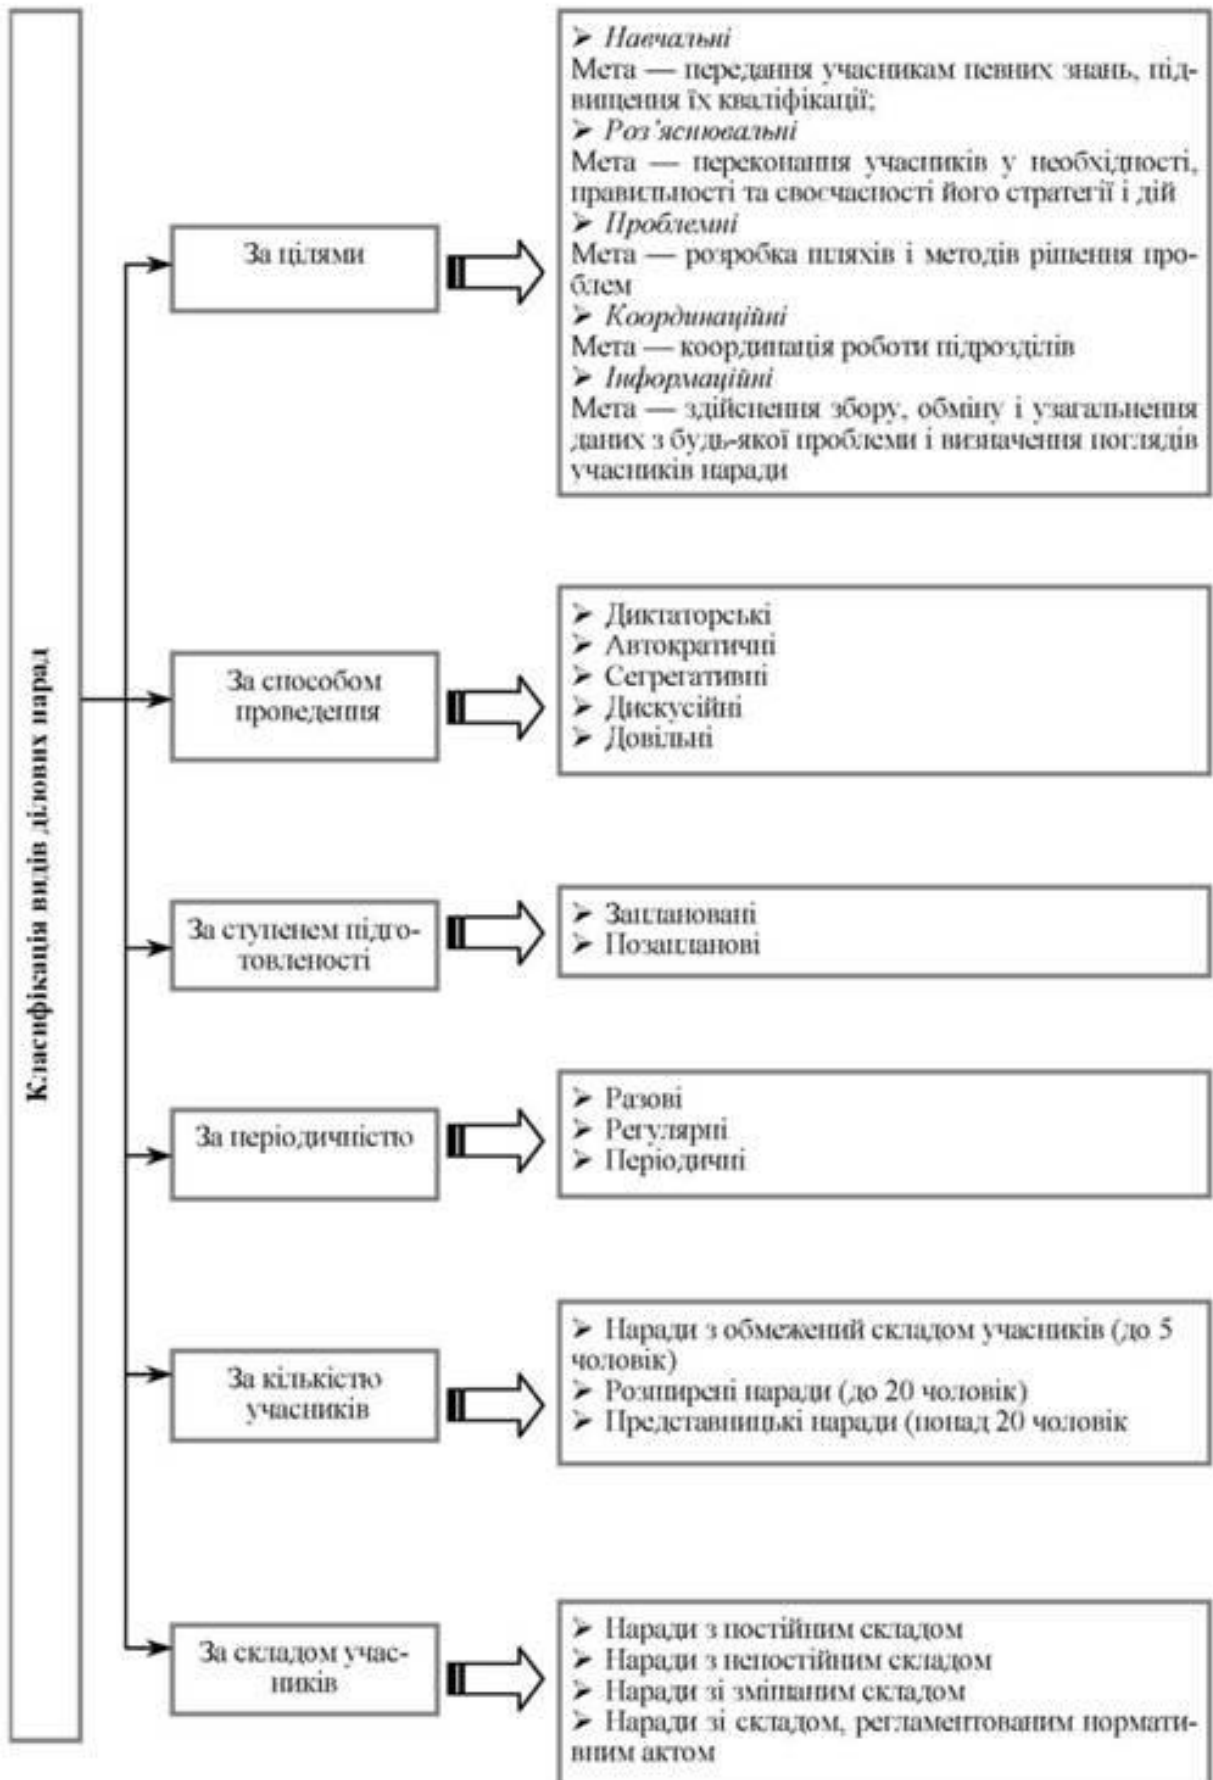 Класифікація видів ділових нарад
За цілями
➢ Навчальні
Мета — передання учасникам певних знань, під-
вищення їх кваліфікації;
➢ Роз’яснювальні
Мета — переконання учасників у необхідності,
правильності та своєчасності його стратегії і дій
➢ Проблемні
Мета — розробка шляхів і методів рішення про-
блем
➢ Координаційні
Мета — координація роботи підрозділів
➢ Інформаційні
Мета — здійснення збору, обміну і узагальнення
даних з будь-якої проблеми і визначення поглядів
учасників наради
За способом
проведення
➢ Диктаторські
➢ Автократичні
➢ Сегрегативні
➢ Дискусійні
➢ Довільні
За ступенем підго-
товленості
➢ Заплановані
➢ Позапланові
За періодичністю
➢ Разові
➢ Регулярні
➢ Періодичні
За кількістю
учасників
➢ Наради з обмежений складом учасників (до 5
чоловік)
➢ Розширені наради (до 20 чоловік)
➢ Представницькі наради (понад 20 чоловік
За складом учас-
ників
➢ Наради з постійним складом
➢ Наради з непостійним складом
➢ Наради зі змішаним складом
➢ Наради зі складом, регламентованим нормати-
вним актом